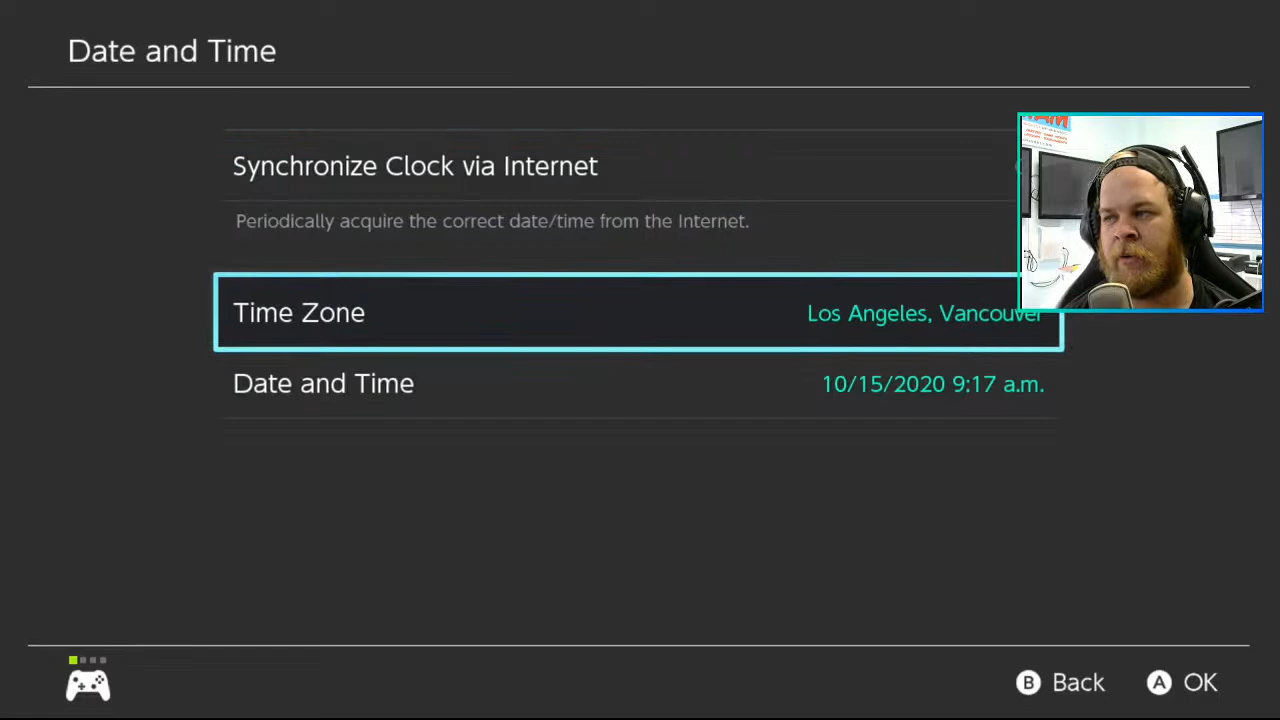 Date and Time
Synchronize Clock via Internet
Periodically acquire the correct date/time from the Internet.
Time Zone
Los Angeles, Vancouver
Date and Time
10/15/2020 9:17 a.m.
B Back
A OK